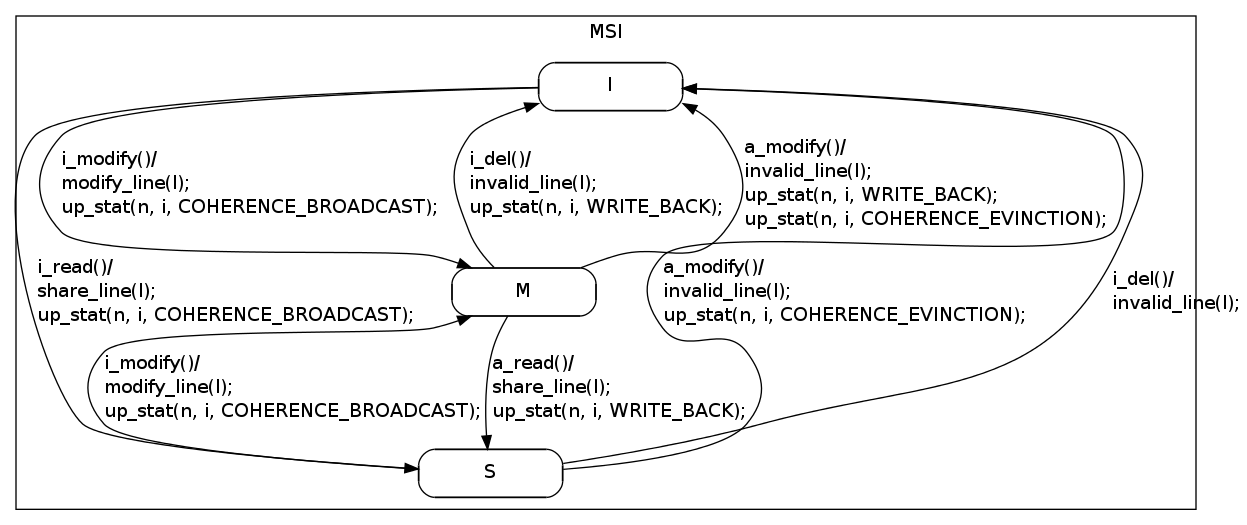 MSI
I
i_modify()/
modify_line(l);
up_stat(n, i, COHERENCE_BROADCAST);
i_del()/
invalid_line(l);
up_stat(n, i, WRITE_BACK);
a_modify()/
invalid_line(l);
up_stat(n, i, WRITE_BACK);
up_stat(n, i, COHERENCE_EVINCTION);
i_read()/
share_line(l);
up_stat(n, i, COHERENCE_BROADCAST);
M
a_modify()/
invalid_line(l);
up_stat(n, i, COHERENCE_EVINCTION);
i_del()/
invalid_line(l);
i_modify()/
modify_line(l);
up_stat(n, i, COHERENCE_BROADCAST);
a_read()/
share_line(l);
up_stat(n, i, WRITE_BACK);
S